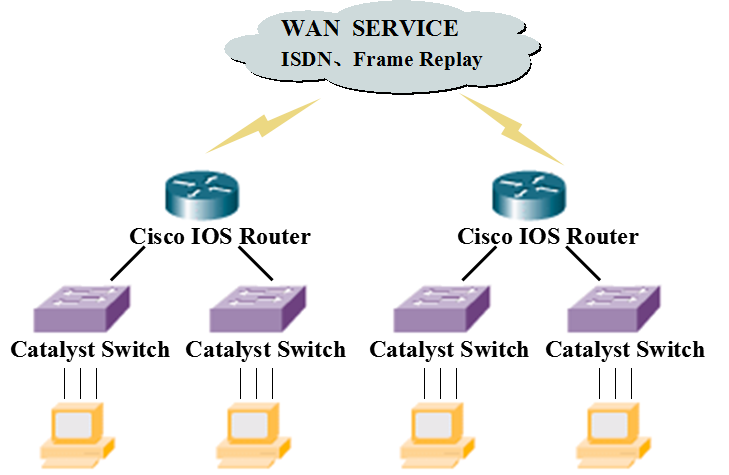 WAN SERVICE
ISDN、Frame Replay
Cisco IOS Router Cisco IOS Router
Catalyst Switch Catalyst Switch Catalyst Switch Catalyst Switch